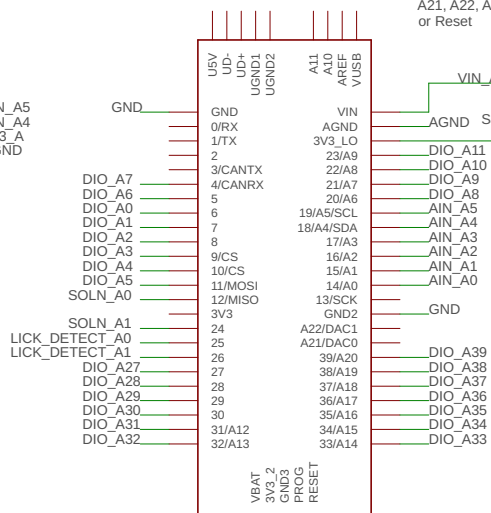 A21, A22, A
or Reset
U5V
UD-
UD+
UGND1
UGND2
A11
A10
AREF
VUSB
N_A5
N_A4
3_A
GND
GND
GND
0/RX
1/TX
2
3/CANTX
DIO_A7 4/CANRX
DIO_A6 5
DIO_A0 6
DIO_A1 7
DIO_A2 8
DIO_A3 9/CS
DIO_A4 10/CS
DIO_A5 11/MOSI
SOLN_A0 12/MISO
3V3
SOLN_A1 24
LICK_DETECT_A0 25
LICK_DETECT_A1 26
DIO_A27 27
DIO_A28 28
DIO_A29 29
DIO_A30 30
DIO_A31 31/A12
DIO_A32 32/A13
VIN VIN_A
AGND AGND S
3V3_LO
23/A9 DIO_A11
22/A8 DIO_A10
21/A7 DIO_A9
20/A6 DIO_A8
19/A5/SCL AIN_A5
18/A4/SDA AIN_A4
17/A3 AIN_A3
16/A2 AIN_A2
15/A1 AIN_A1
14/A0 AIN_A0
13/SCK
GND2 GND
A22/DAC1
A21/DAC0
39/A20 DIO_A39
38/A19 DIO_A38
37/A18 DIO_A37
36/A17 DIO_A36
35/A16 DIO_A35
34/A15 DIO_A34
33/A14 DIO_A33
VBAT
3V3_2
GND3
PROG
RESET